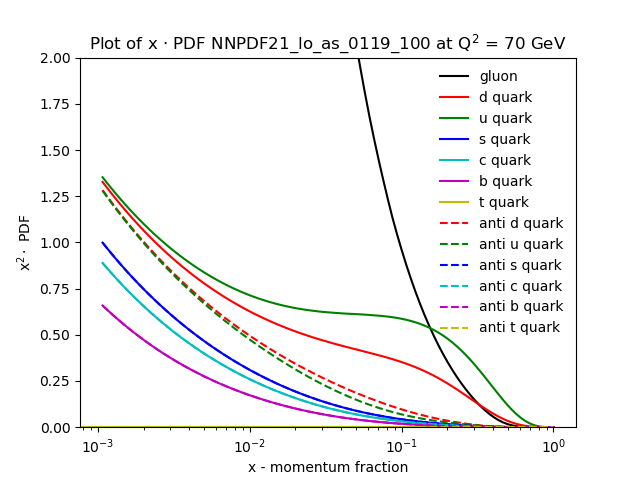 Plot of x · PDF NNPDF21_lo_as_0119_100 at Q² = 70 GeV
x² · PDF
2.00
1.75
1.50
1.25
1.00
0.75
0.50
0.25
0.00
gluon
d quark
u quark
s quark
c quark
b quark
t quark
anti d quark
anti u quark
anti s quark
anti c quark
anti b quark
anti t quark
10⁻³ 10⁻² 10⁻¹ 10⁰
x - momentum fraction